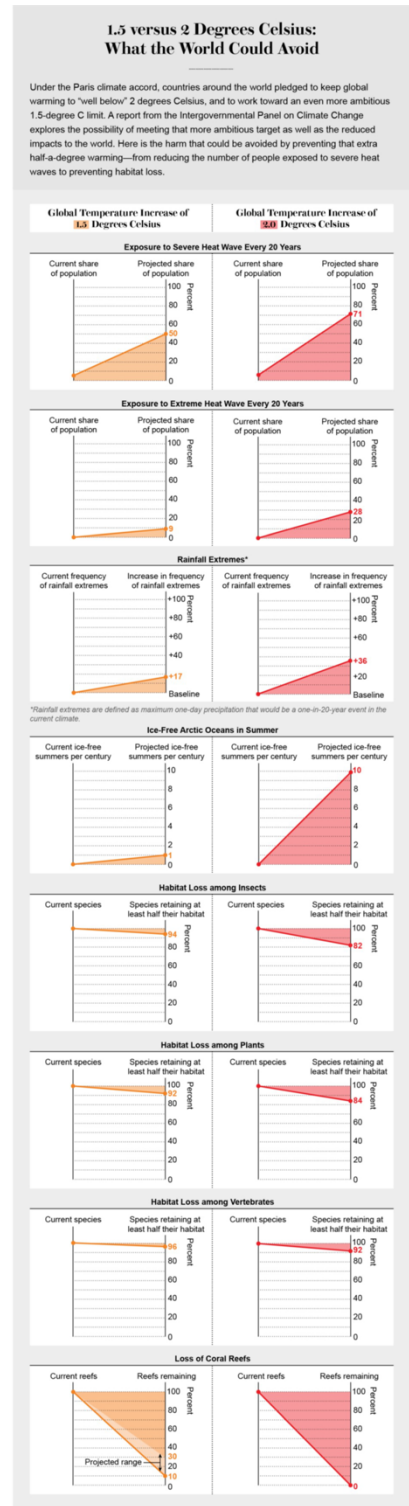 1.5 versus 2 Degrees Celsius:
What the World Could Avoid
Under the Paris climate accord, countries around the world pledged to keep global
warming to “well below” 2 degrees Celsius, and to work toward an even more ambitious
1.5-degree C limit. A report from the Intergovernmental Panel on Climate Change
explores the possibility of meeting that more ambitious target as well as the reduced
impacts to the world. Here is the harm that could be avoided by preventing that extra
half-a-degree warming—from reducing the number of people exposed to severe heat
waves to preventing habitat loss.
Global Temperature Increase of
1.5 Degrees Celsius
Global Temperature Increase of
2.0 Degrees Celsius
Exposure to Severe Heat Wave Every 20 Years
Current share
of population
Projected share
of population
100
80
60
50
40
20
0
Percent
Current share
of population
Projected share
of population
100
80
71
60
40
20
0
Percent
Exposure to Extreme Heat Wave Every 20 Years
Current share
of population
Projected share
of population
100
80
60
40
20
9
0
Percent
Current share
of population
Projected share
of population
100
80
60
40
28
20
0
Percent
Rainfall Extremes*
Current frequency
of rainfall extremes
Increase in frequency
of rainfall extremes
+100
+80
+60
+40
+17
Baseline
Percent
Current frequency
of rainfall extremes
Increase in frequency
of rainfall extremes
+100
+80
+60
+36
+20
Baseline
Percent
*Rainfall extremes are defined as maximum one-day precipitation that would be a one-in-20-year event in the
current climate.
Ice-Free Arctic Oceans in Summer
Current ice-free
summers per century
Projected ice-free
summers per century
10
8
6
4
2
1
0
Current ice-free
summers per century
Projected ice-free
summers per century
10
8
6
4
2
0
Habitat Loss among Insects
Current species
Species retaining at
least half their habitat
94
80
60
40
20
0
Percent
Current species
Species retaining at
least half their habitat
100
82
60
40
20
0
Percent
Habitat Loss among Plants
Current species
Species retaining at
least half their habitat
100
92
80
60
40
20
0
Percent
Current species
Species retaining at
least half their habitat
100
84
60
40
20
0
Percent
Habitat Loss among Vertebrates
Current species
Species retaining at
least half their habitat
96
80
60
40
20
0
Percent
Current species
Species retaining at
least half their habitat
100
92
80
60
40
20
0
Percent
Loss of Coral Reefs
Current reefs
Reefs remaining
100
80
60
40
30
20
10
0
Percent
Projected range
Current reefs
Reefs remaining
100
80
60
40
20
0
Percent